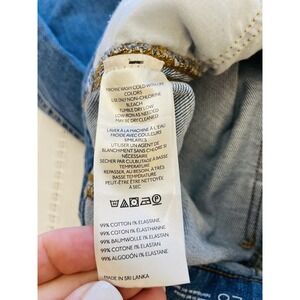 MACHINE WASH COLD WITH LIKE
COLORS
USE ONLY NON-CHLORINE
BLEACH
TUMBLE DRY LOW
LOW IRON AS NEEDED
MAY BE DRY CLEANED
LAVER À LA MACHINE À L'EAU
FROIDE AVEC COULEURS
SIMILAIRES
UTILISER UN AGENT DE
BLANCHIMENT SANS CHLORE SI
NÉCESSAIRE
SÉCHER PAR CULBUTAGE À BASSE
TEMPÉRATURE
REPASSER, AU BESOIN, À
BASSE TEMPÉRATURE
PEUT-ÊTRE ÊTRE NETTOYÉ
À SEC
99% COTTON 1% ELASTANE
99% COTON 1% ÉLASTHANNE
99% BAUMWOLLE 1% ELASTAN
99% COTONE 1% ELASTAN
99% ALGODÓN 1% ELASTANO
MADE IN SRI LANKA